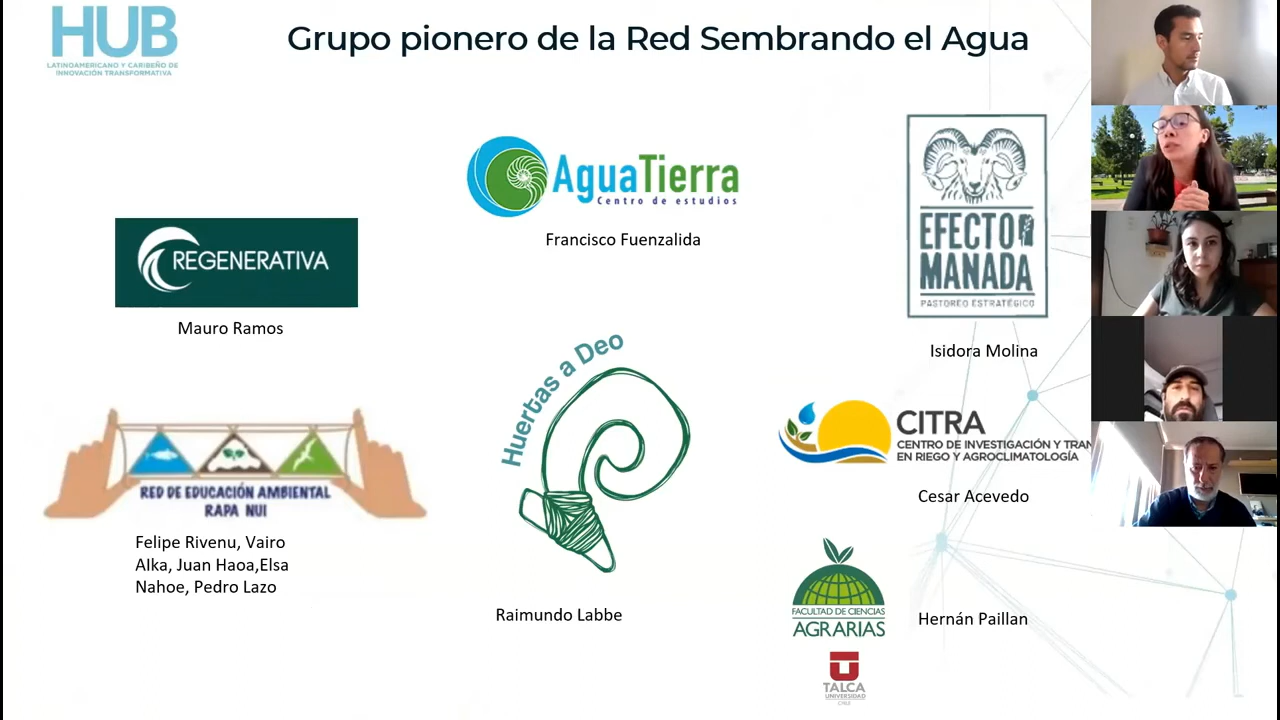 HUB
LATINOAMERICANO Y CARIBEÑO DE
INNOVACIÓN TRANSFORMATIVA
Grupo pionero de la Red Sembrando el Agua
AguaTierra
Centro de estudios
Francisco Fuenzalida
REGENERATIVA
Mauro Ramos
EFECTO
MANADA
PASTOREO ESTRATÉGICO
Isidora Molina
Huertas a Deo
Raimundo Labbe
RED DE EDUCACIÓN AMBIENTAL
RAPA NUI
Felipe Rivenu, Vairo
Alka, Juan Haoa,Elsa
Nahoe, Pedro Lazo
CITRA
CENTRO DE INVESTIGACIÓN Y TRAN
EN RIEGO Y AGROCLIMATOLOGÍA
Cesar Acevedo
FACULTAD DE CIENCIAS
AGRARIAS
Hernán Paillan
TALCA
UNIVERSIDAD
CHILE